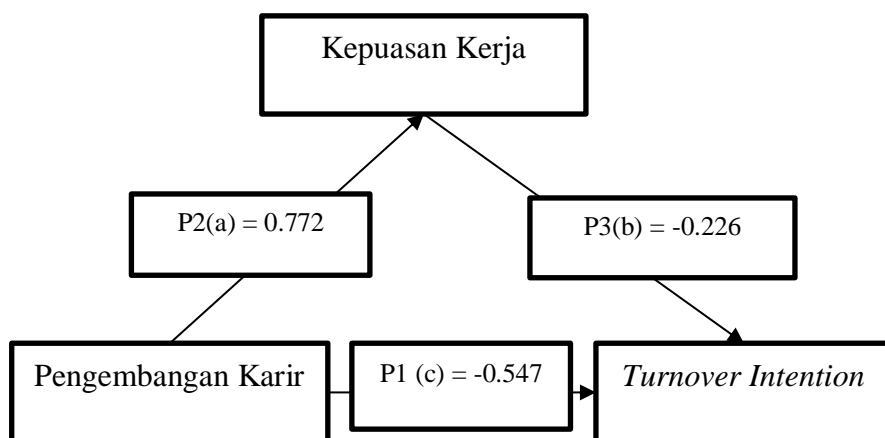 Kepuasan Kerja
P2(a) = 0.772
P3(b) = -0.226
Pengembangan Karir
P1 (c) = -0.547
Turnover Intention